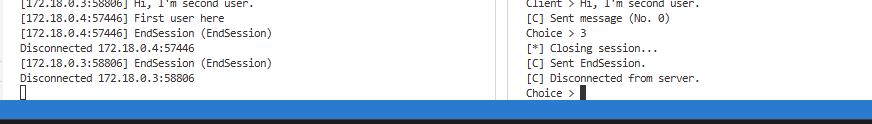 [172.18.0.3:58806] Hi, I'm second user.
[172.18.0.4:57446] First user here
[172.18.0.4:57446] EndSession (EndSession)
Disconnected 172.18.0.4:57446
[172.18.0.3:58806] EndSession (EndSession)
Disconnected 172.18.0.3:58806
Client > Hi, I'm second user.
[C] Sent message (No. 0)
Choice > 3
[*] Closing session...
[C] Sent EndSession.
[C] Disconnected from server.
Choice >